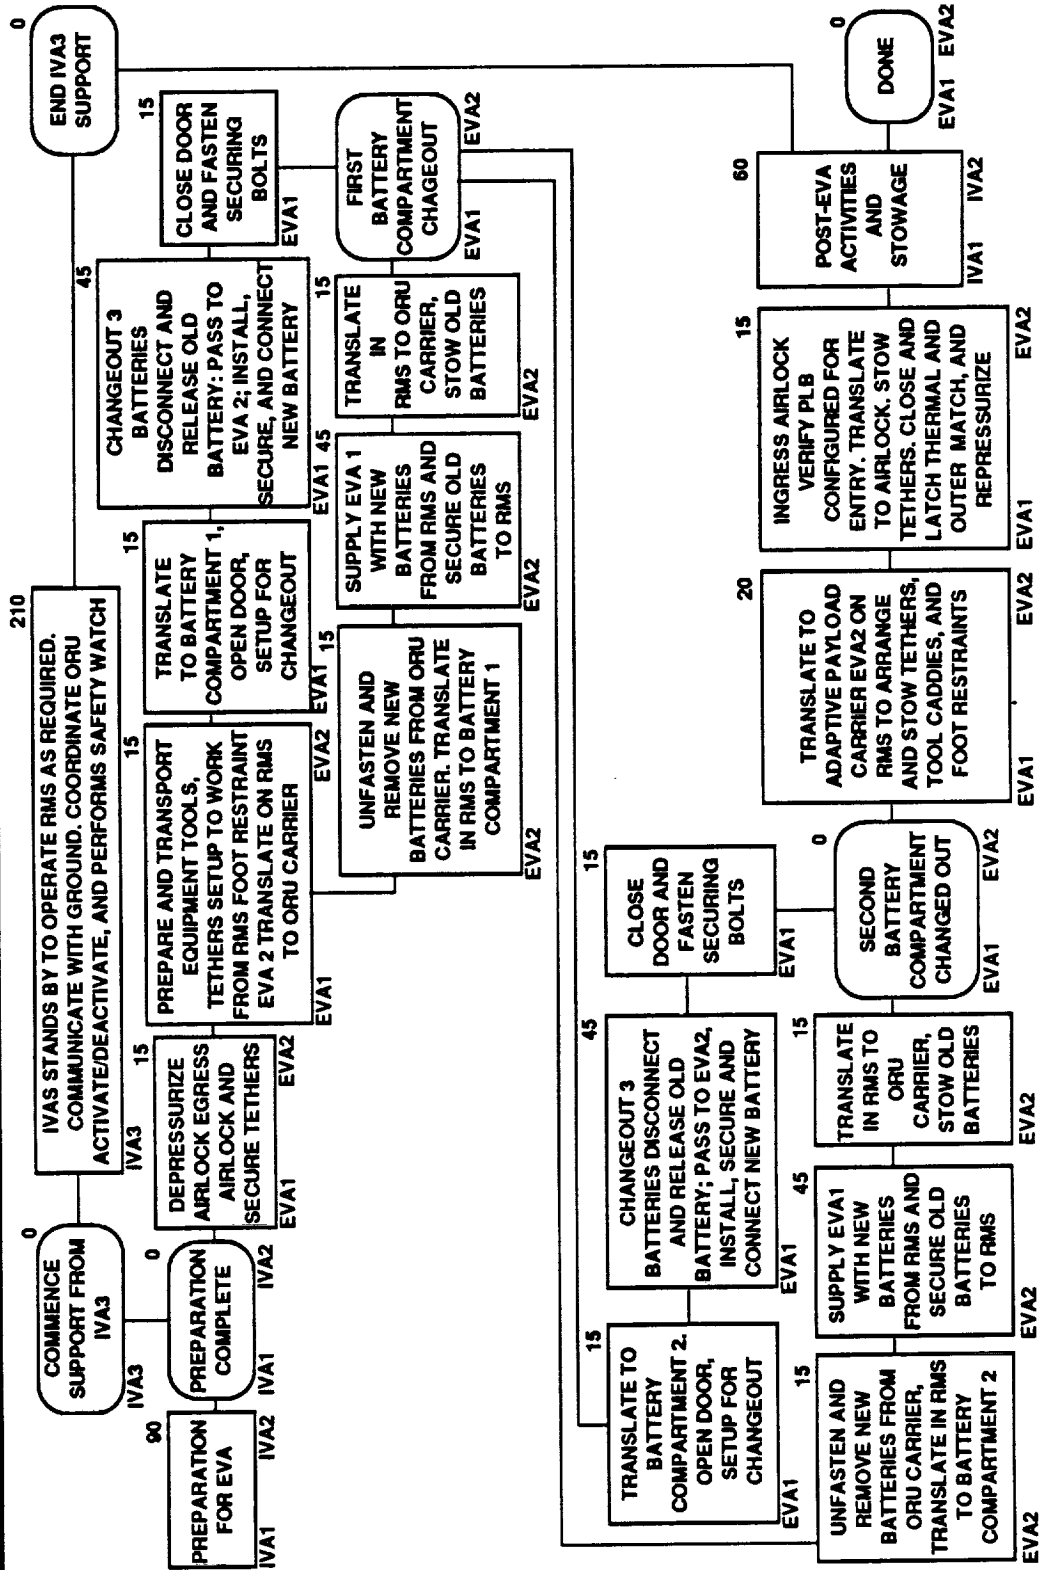 0
COMMENCE
SUPPORT FROM
IVA3
IVA3
210
IVAS STANDS BY TO OPERATE RMS AS REQUIRED.
COMMUNICATE WITH GROUND. COORDINATE ORU
ACTIVATE/DEACTIVATE, AND PERFORMS SAFETY WATCH
IVA3
0
END IVA3
SUPPORT
90
PREPARATION
FOR EVA
IVA1 IVA2
0
PREPARATION
COMPLETE
IVA1 IVA2
15
DEPRESSURIZE
AIRLOCK EGRESS
AIRLOCK AND
SECURE TETHERS
EVA1 EVA2
15
PREPARE AND TRANSPORT
EQUIPMENT TOOLS,
TETHERS SETUP TO WORK
FROM RMS FOOT RESTRAINT
EVA 2 TRANSLATE ON RMS
TO ORU CARRIER
EVA1 EVA2
15
TRANSLATE
TO BATTERY
COMPARTMENT 1,
OPEN DOOR,
SETUP FOR
CHANGEOUT
EVA1
45
CHANGEOUT 3
BATTERIES
DISCONNECT AND
RELEASE OLD
BATTERY: PASS TO
EVA 2; INSTALL,
SECURE, AND CONNECT
NEW BATTERY
EVA1
15
CLOSE DOOR
AND FASTEN
SECURING
BOLTS
EVA1
15
UNFASTEN AND
REMOVE NEW
BATTERIES FROM ORU
CARRIER. TRANSLATE
IN RMS TO BATTERY
COMPARTMENT 1
EVA2
45
SUPPLY EVA 1
WITH NEW
BATTERIES
FROM RMS AND
SECURE OLD
BATTERIES
TO RMS
EVA2
15
TRANSLATE
IN
RMS TO ORU
CARRIER,
STOW OLD
BATTERIES
EVA2
FIRST
BATTERY
COMPARTMENT
CHAGEOUT
EVA1 EVA2
15
TRANSLATE TO
BATTERY
COMPARTMENT 2.
OPEN DOOR,
SETUP FOR
CHANGEOUT
EVA1
45
CHANGEOUT 3
BATTERIES DISCONNECT
AND RELEASE OLD
BATTERY; PASS TO EVA2,
INSTALL, SECURE AND
CONNECT NEW BATTERY
EVA1
15
CLOSE
DOOR AND
FASTEN
SECURING
BOLTS
EVA1
15
UNFASTEN AND
REMOVE NEW
BATTERIES FROM
ORU CARRIER,
TRANSLATE IN RMS
TO BATTERY
COMPARTMENT 2
EVA2
45
SUPPLY EVA1
WITH NEW
BATTERIES
FROM RMS AND
SECURE OLD
BATTERIES
TO RMS
EVA2
15
TRANSLATE
IN RMS TO
ORU
CARRIER,
STOW OLD
BATTERIES
EVA2
0
SECOND
BATTERY
COMPARTMENT
CHANGED OUT
EVA1 EVA2
20
TRANSLATE TO
ADAPTIVE PAYLOAD
CARRIER EVA2 ON
RMS TO ARRANGE
AND STOW TETHERS,
TOOL CADDIES, AND
FOOT RESTRAINTS
EVA1 EVA2
15
INGRESS AIRLOCK
VERIFY PLB
CONFIGURED FOR
ENTRY. TRANSLATE
TO AIRLOCK. STOW
TETHERS. CLOSE AND
LATCH THERMAL AND
OUTER MATCH, AND
REPRESSURIZE
EVA1 EVA2
60
POST-EVA
ACTIVITIES
AND
STOWAGE
IVA1 IVA2
0
DONE
EVA1 EVA2